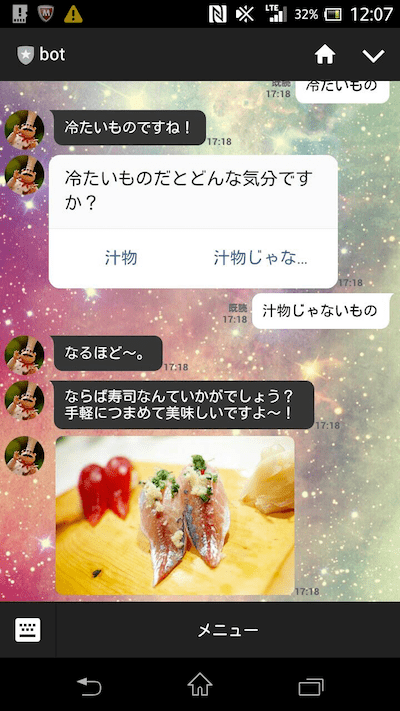 LTE 32% 12:07
bot
既読
17:18
冷たいもの
冷たいものですね！
17:18
冷たいものだとどんな気分です
か？
汁物 汁物じゃな...
17:18
既読
17:18
汁物じゃないもの
なるほど〜。
17:18
ならば寿司なんていかがでしょう？
手軽につまめて美味しいですよ〜！
17:18
17:18
メニュー